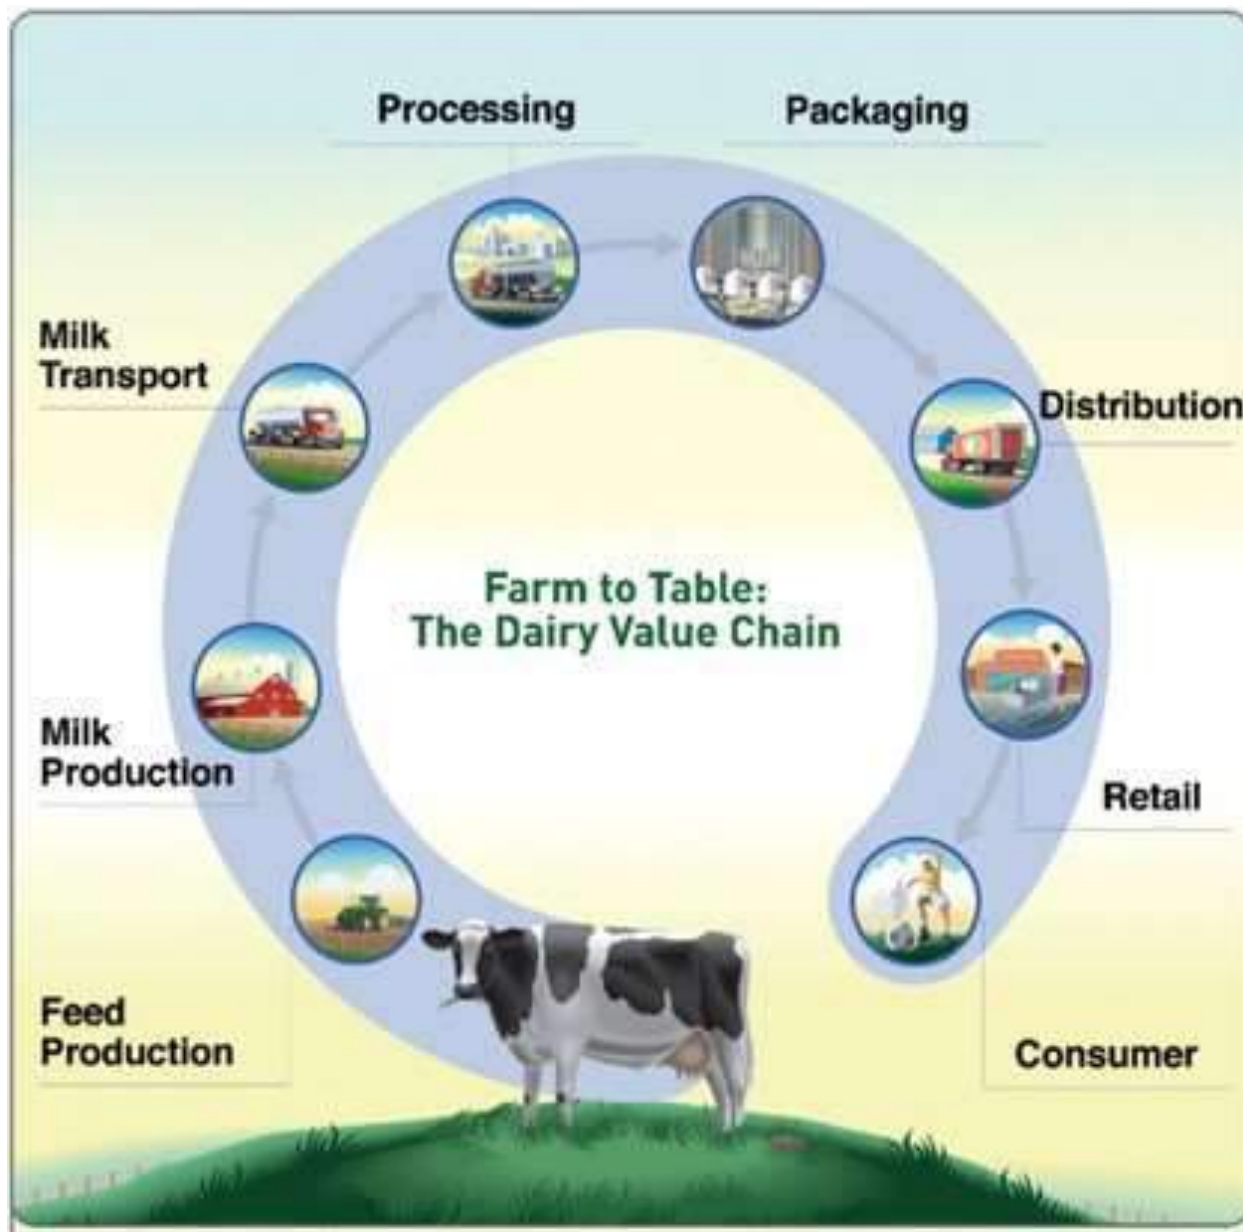 Processing
Packaging
Milk
Transport
Distribution
Farm to Table:
The Dairy Value Chain
Milk
Production
Retail
Feed
Production
Consumer